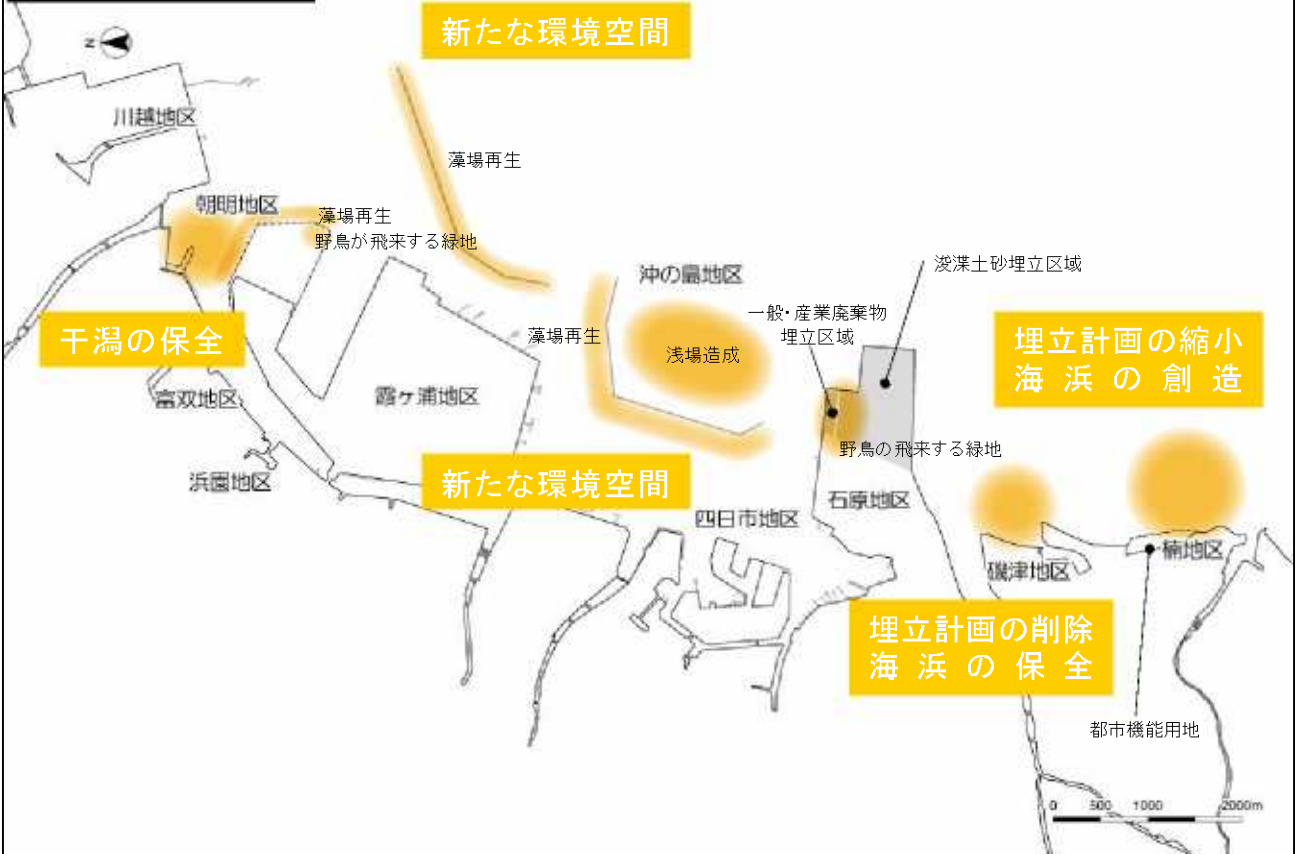 新たな環境空間
N
川越地区
藻場再生
朝明地区
藻場再生
野鳥が飛来する緑地
沖の島地区
浚渫土砂埋立区域
一般・産業廃棄物
埋立区域
干潟の保全
藻場再生
浅場造成
埋立計画の縮小
海浜の創造
富双地区
霞ヶ浦地区
野鳥の飛来する緑地
浜園地区
新たな環境空間
石原地区
四日市地区
楠地区
磯津地区
埋立計画の削除
海浜の保全
都市機能用地
0 500 1000 2000m